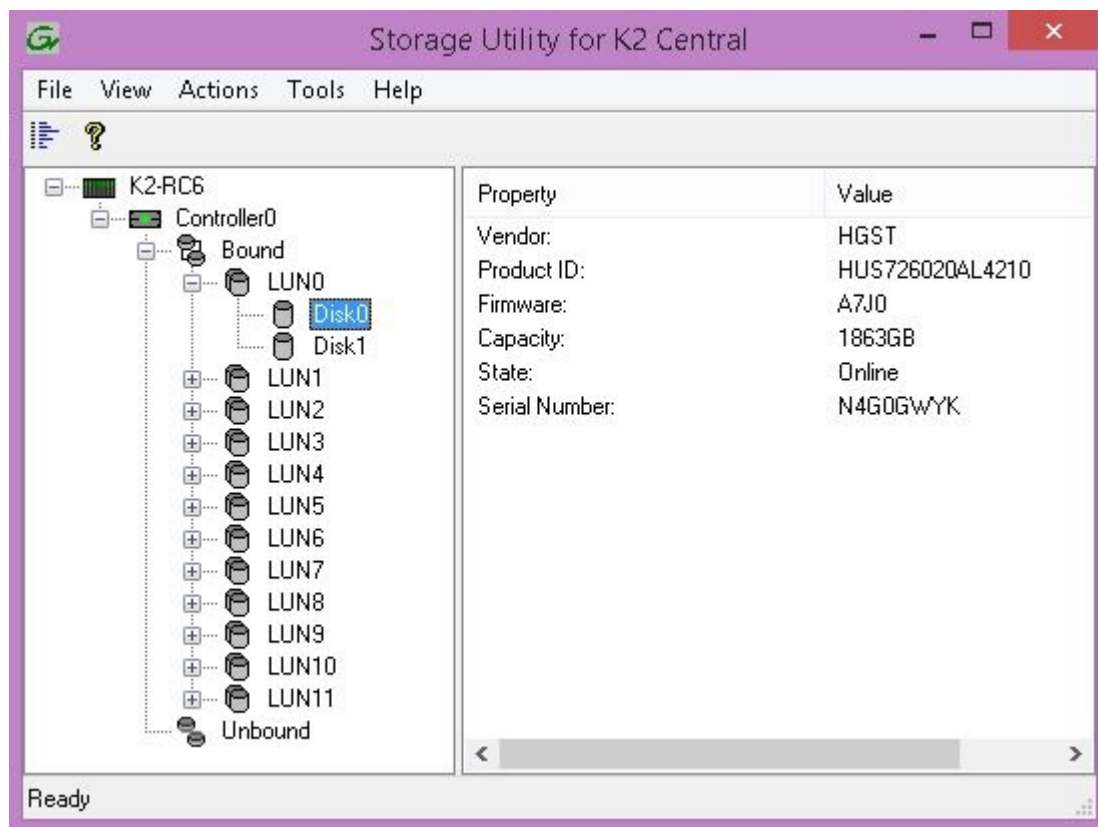 Storage Utility for K2 Central
File View Actions Tools Help
K2-RC6
Controller0
Bound
LUN0
Disk0
Disk1
LUN1
LUN2
LUN3
LUN4
LUN5
LUN6
LUN7
LUN8
LUN9
LUN10
LUN11
Unbound
Property Value
Vendor: HGST
Product ID: HUS726020AL4210
Firmware: A7J0
Capacity: 1863GB
State: Online
Serial Number: N4G0GWYK
Ready